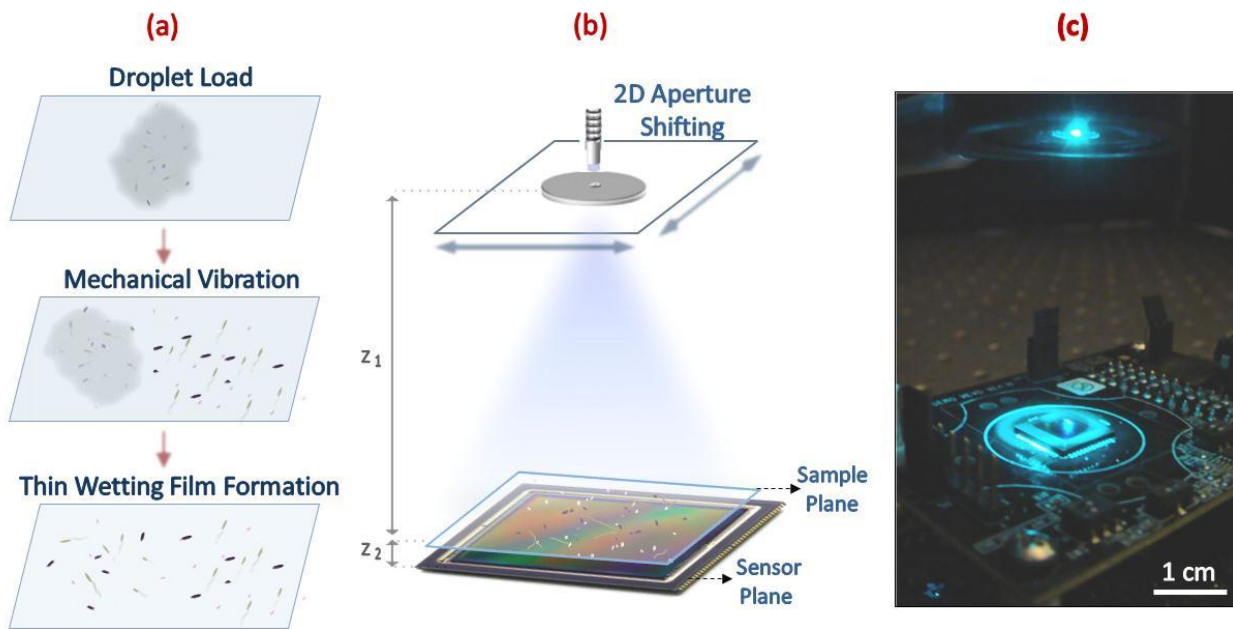 (a)
Droplet Load
Mechanical Vibration
Thin Wetting Film Formation
(b)
2D Aperture
Shifting
z1
z2
Sample
Plane
Sensor
Plane
(c)
1 cm